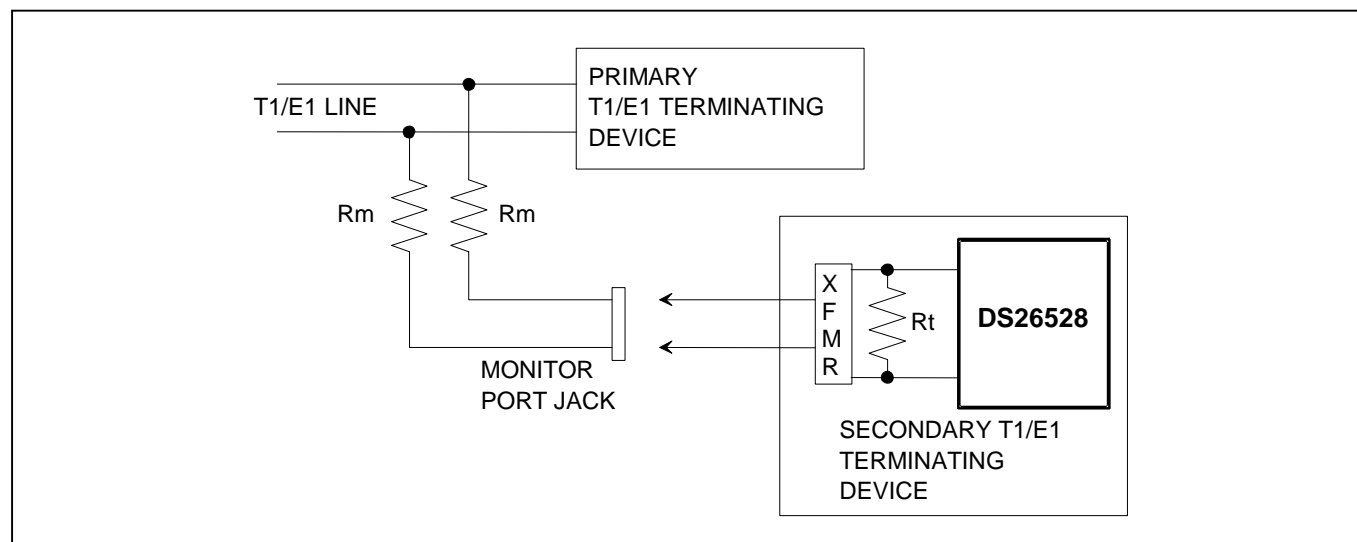 PRIMARY
T1/E1 TERMINATING
DEVICE
T1/E1 LINE
Rm
Rm
MONITOR
PORT JACK
X
F
M
R
Rt
DS26528
SECONDARY T1/E1
TERMINATING
DEVICE